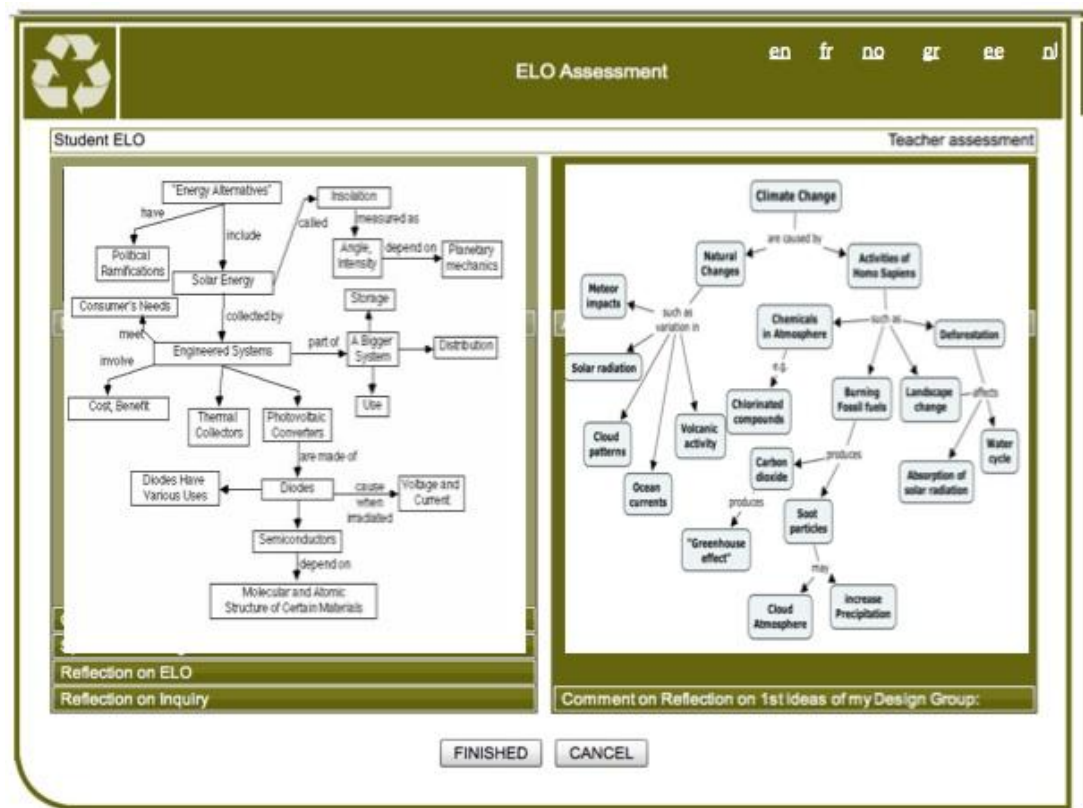 ELO Assessment
en fr no gr ee nl
Student ELO
Teacher assessment
"Energy Alternatives"
Insolation
have
include
called
measured as
Political
Ramifications
Angle,
Intensity
depend on
Planetary
mechanics
Solar Energy
Consumer's Needs
Storage
collected by
meet
Engineered Systems
part of
A Bigger
System
Distribution
involve
Cost, Benefit
Thermal
Collectors
Photovoltaic
Converters
Use
are made of
Diodes Have
Various Uses
Diodes
cause
when
irradiated
Voltage and
Current
Semiconductors
depend on
Molecular and Atomic
Structure of Certain Materials
Reflection on ELO
Reflection on Inquiry
Climate Change
are caused by
Natural
Changes
Activities of
Homo Sapiens
Meteor
impacts
such as
variation in
Chemicals
in Atmosphere
such as
Deforestation
Solar radiation
e.g.
Chlorinated
compounds
Burning
Fossil fuels
Landscape
change
affects
Cloud
patterns
Volcanic
activity
Water
cycle
Ocean
currents
Carbon
dioxide
produces
Absorption of
solar radiation
produces
Soot
particles
"Greenhouse
effect"
may
Cloud
Atmosphere
increase
Precipitation
Comment on Reflection on 1st Ideas of my Design Group:
FINISHED
CANCEL